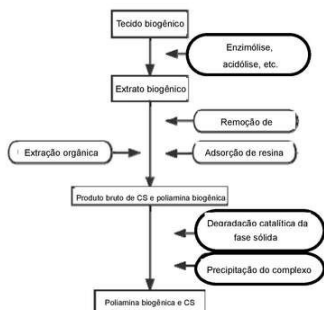 Tecido biogênico
Enzimólise,
acidólise, etc.
Extrato biogênico
Remoção de
Extração orgânica
Adsorção de resina
Produto bruto de CS e poliamina biogênica
Degradação catalítica da
fase sólida
Precipitação do complexo
Poliamina biogênica e CS